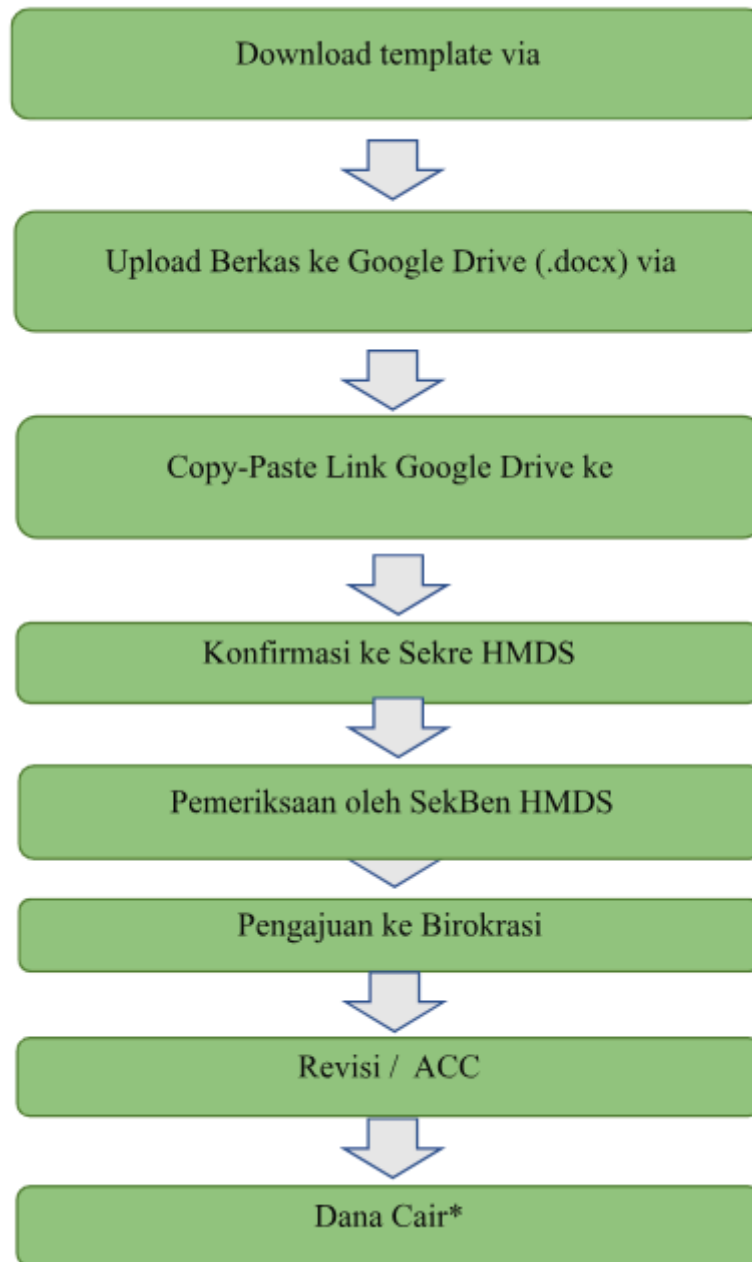 Download template via
Upload Berkas ke Google Drive (.docx) via
Copy-Paste Link Google Drive ke
Konfirmasi ke Sekre HMDS
Pemeriksaan oleh SekBen HMDS
Pengajuan ke Birokrasi
Revisi / ACC
Dana Cair*